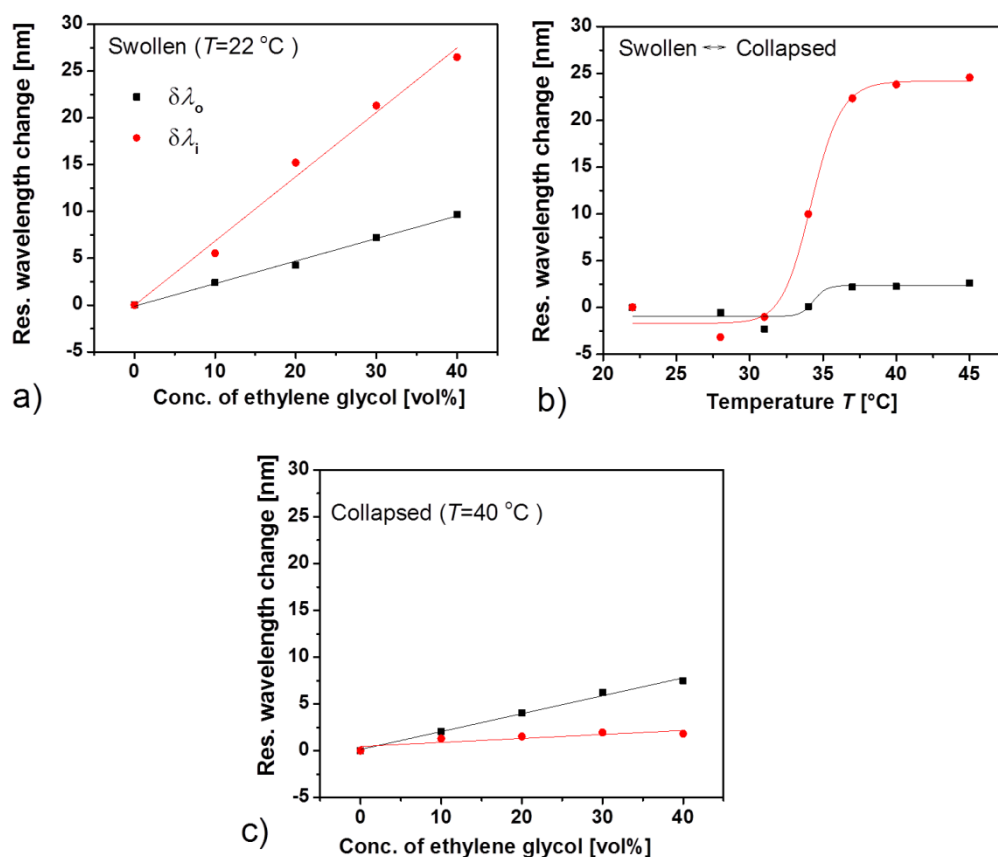 Res. wavelength change [nm]
30
25
20
15
10
5
0
-5
Swollen (T=22 °C)
δλo
δλi
0 10 20 30 40
Conc. of ethylene glycol [vol%]
a)
Res. wavelength change [nm]
30
25
20
15
10
5
0
-5
Swollen ↔ Collapsed
20 25 30 35 40 45
Temperature T [°C]
b)
Res. wavelength change [nm]
30
25
20
15
10
5
0
-5
Collapsed (T=40 °C )
0 10 20 30 40
Conc. of ethylene glycol [vol%]
c)